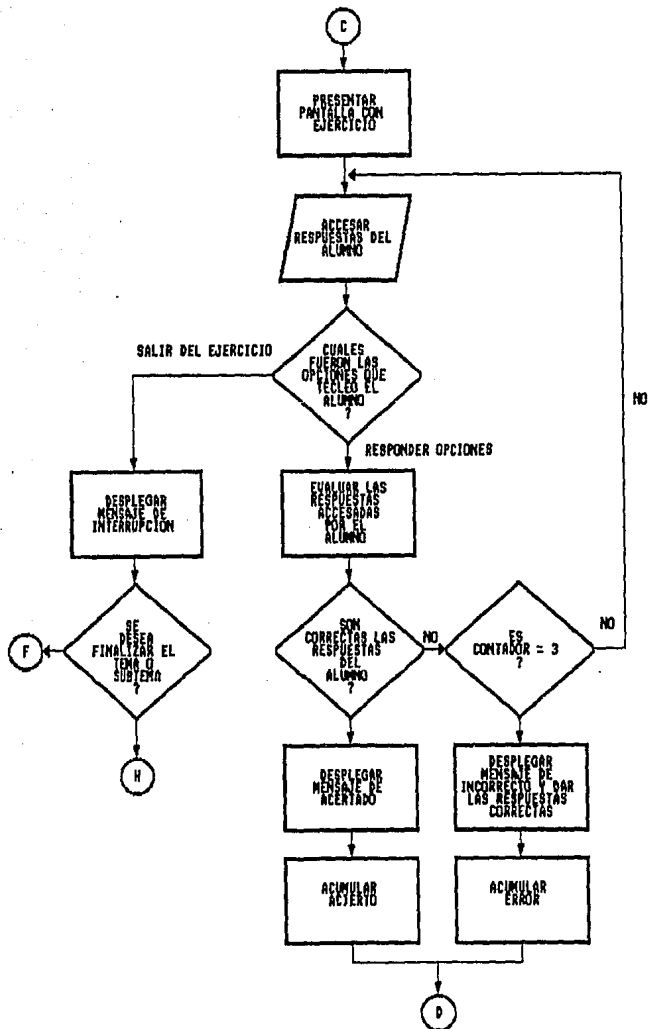 C
PRESENTAR
PANTALLA CON
EJERCICIO
ACCESAR
RESPUESTAS DEL
ALUMNO
SALIR DEL EJERCICIO
CUALES
FUERON LAS
OPCIONES QUE
TECLEO EL
ALUMNO
?
NO
RESPONDER OPCIONES
DESPLEGAR
MENSAJE DE
INTERRUPCION
EVALUAR LAS
RESPUESTAS
ACCESADAS
POR EL
ALUMNO
F
SE
DESEA
FINALIZAR EL
TEMA O
SUBTEMA
?
SON
CORRECTAS LAS
RESPUESTAS
DEL
ALUMNO
?
NO
ES
CONTADOR = 3
?
NO
H
DESPLEGAR
MENSAJE DE
ACERTADO
DESPLEGAR
MENSAJE DE
INCORRECTO Y DAR
LAS RESPUESTAS
CORRECTAS
ACUMULAR
ACIERTO
ACUMULAR
ERROR
D